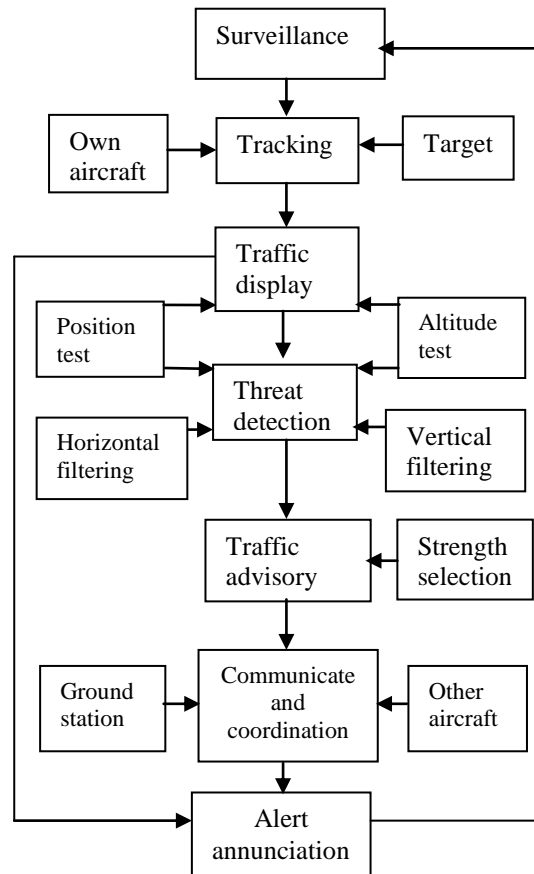 Surveillance
Own
aircraft
Tracking
Target
Traffic
display
Position
test
Altitude
test
Threat
detection
Horizontal
filtering
Vertical
filtering
Traffic
advisory
Strength
selection
Ground
station
Communicate
and
coordination
Other
aircraft
Alert
annunciation